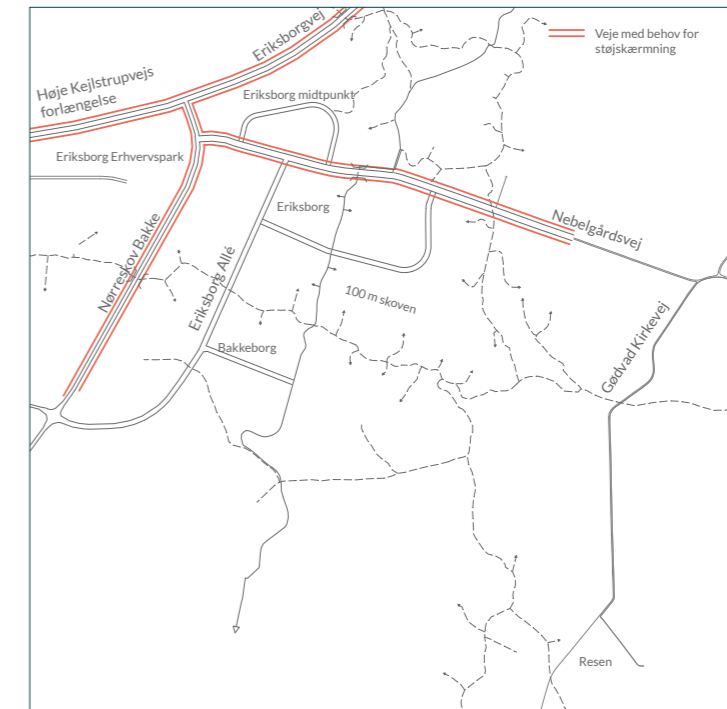 Veje med behov for
støjskærmning
Eriksborgvej
Høje Kejlstrupvejs
forlængelse
Eriksborg midtpunkt
Eriksborg Erhvervspark
Eriksborg
Nebelgårdsvej
Nørreskov Bakke
Eriksborg Allé
100 m skoven
Bakkeborg
Gødvad Kirkevej
Resen